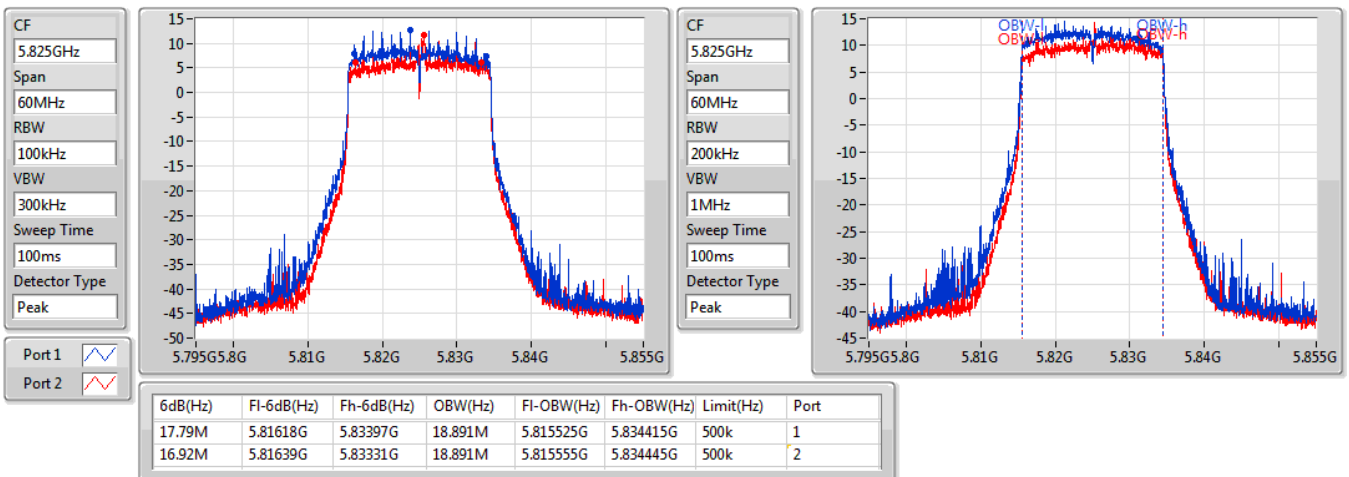 CF
5.825GHz
Span
60MHz
RBW
100kHz
VBW
300kHz
Sweep Time
100ms
Detector Type
Peak
Port 1
Port 2
15
10
5
0
-5
-10
-15
-20
-25
-30
-35
-40
-45
-50
5.795G 5.8G 5.81G 5.82G 5.83G 5.84G 5.855G
CF
5.825GHz
Span
60MHz
RBW
200kHz
VBW
1MHz
Sweep Time
100ms
Detector Type
Peak
15
10
5
0
-5
-10
-15
-20
-25
-30
-35
-40
-45
OBW-l OBW-h
OBW-h
5.795G 5.8G 5.81G 5.82G 5.83G 5.84G 5.855G
6dB(Hz) Fl-6dB(Hz) Fh-6dB(Hz) OBW(Hz) Fl-OBW(Hz) Fh-OBW(Hz) Limit(Hz) Port
17.79M 5.81618G 5.83397G 18.891M 5.815525G 5.834415G 500k 1
16.92M 5.81639G 5.83331G 18.891M 5.815555G 5.834445G 500k 2